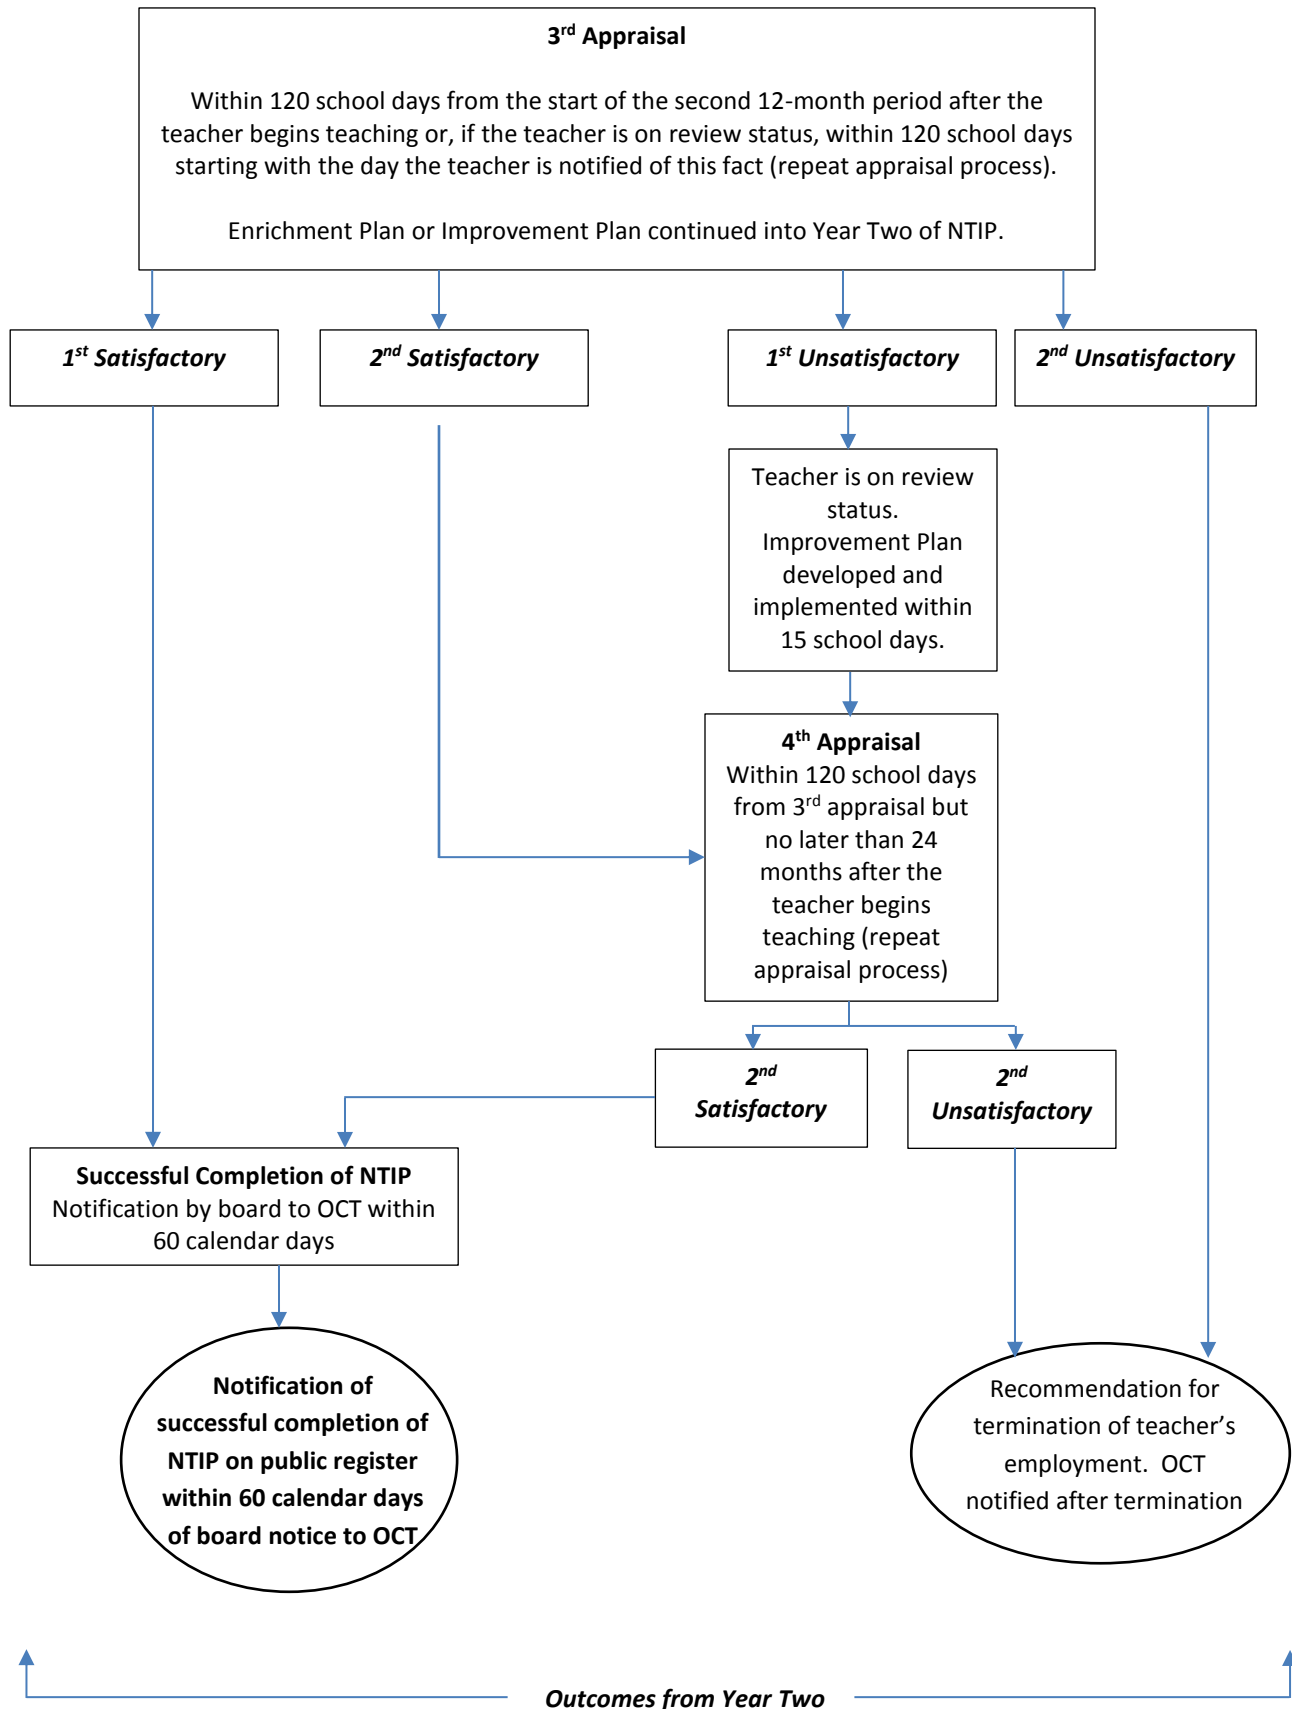 3rd Appraisal
Within 120 school days from the start of the second 12-month period after the
teacher begins teaching or, if the teacher is on review status, within 120 school days
starting with the day the teacher is notified of this fact (repeat appraisal process).
Enrichment Plan or Improvement Plan continued into Year Two of NTIP.
1st Satisfactory
2nd Satisfactory
1st Unsatisfactory
2nd Unsatisfactory
Teacher is on review
status.
Improvement Plan
developed and
implemented within
15 school days.
4th Appraisal
Within 120 school days
from 3rd appraisal but
no later than 24
months after the
teacher begins
teaching (repeat
appraisal process)
2nd
Satisfactory
2nd
Unsatisfactory
Successful Completion of NTIP
Notification by board to OCT within
60 calendar days
Notification of
successful completion of
NTIP on public register
within 60 calendar days
of board notice to OCT
Recommendation for
termination of teacher’s
employment.  OCT
notified after termination
Outcomes from Year Two